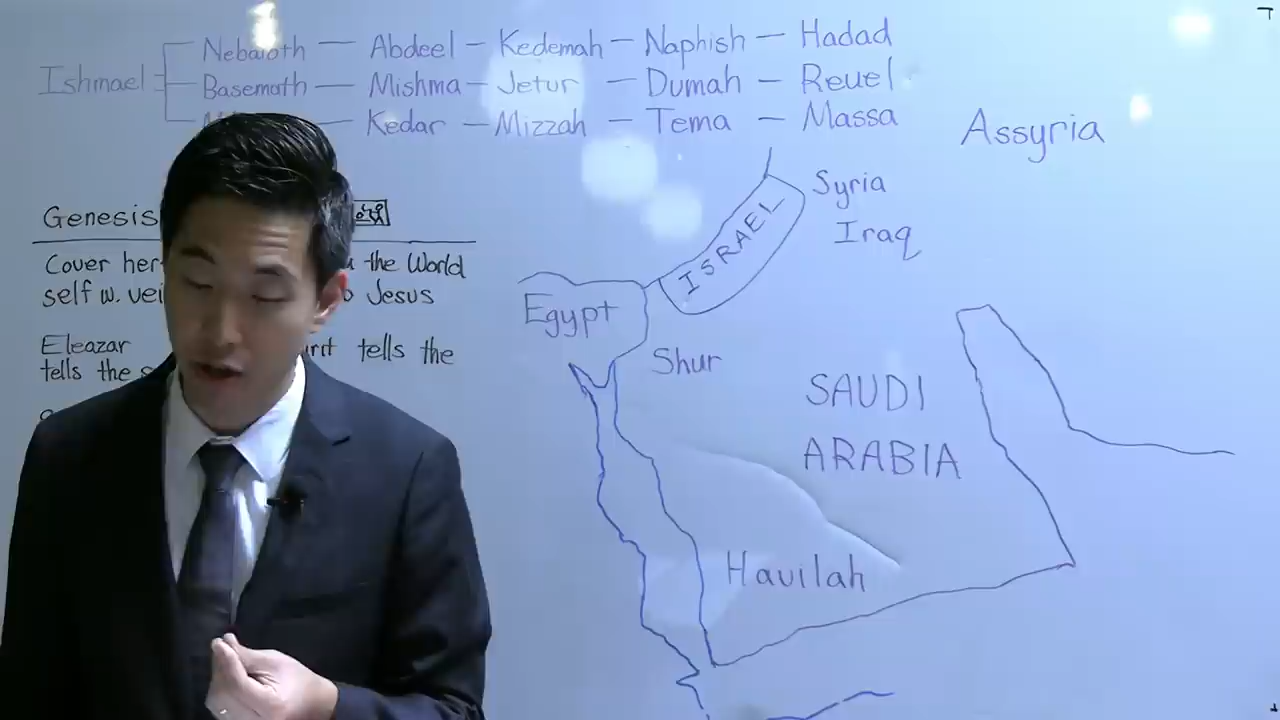 Nebaioth — Abdeel — Kedemah — Naphish — Hadad
Ishmael Basemath — Mishma — Jetur — Dumah — Reuel
— Kedar — Mizzah — Tema — Massa
Assyria
Genesis
Cover her the World
self w. Jesus
Eleazar tells the
tells the
Syria
Iraq
ISRAEL
Egypt
Shur
SAUDI
ARABIA
Havilah